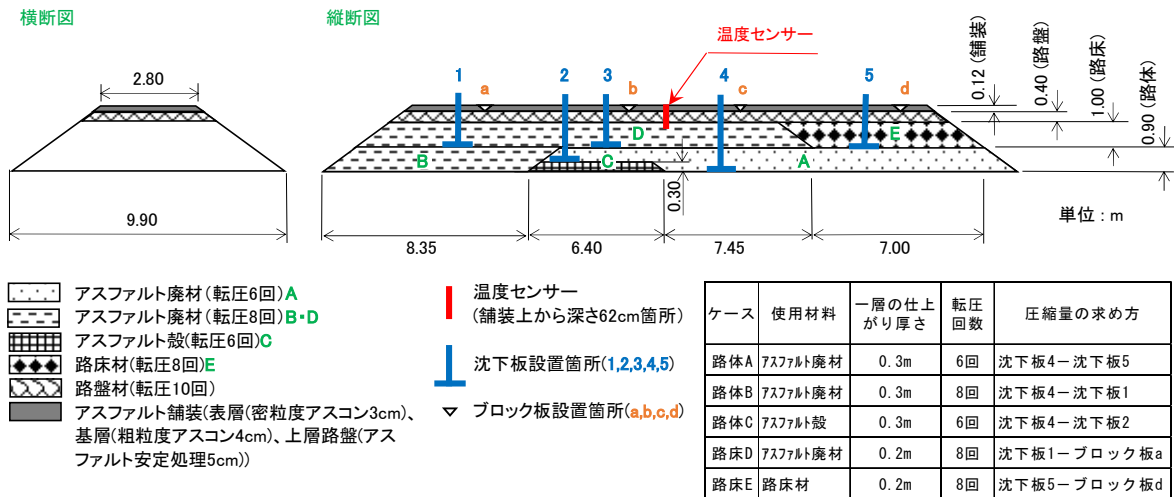 横断図
縦断図
温度センサー
2.80
9.90
1
2
3
4
5
a
b
c
d
D
E
B
C
A
0.30
8.35
6.40
7.45
7.00
0.12 (舗装)
0.40 (路盤)
1.00 (路床)
0.90 (路体)
単位：m
アスファルト廃材(転圧6回)A
アスファルト廃材(転圧8回)B・D
アスファルト殻(転圧6回)C
路床材(転圧8回)E
路盤材(転圧10回)
アスファルト舗装(表層(密粒度アスコン3cm)、
基層(粗粒度アスコン4cm)、上層路盤(アス
ファルト安定処理5cm))
温度センサー
(舗装上から深さ62cm箇所)
沈下板設置箇所(1,2,3,4,5)
ブロック板設置箇所(a,b,c,d)
ケース 使用材料 一層の仕上がり厚さ 転圧回数 圧縮量の求め方
路体A アスファルト廃材 0.3m 6回 沈下板4－沈下板5
路体B アスファルト廃材 0.3m 8回 沈下板4－沈下板1
路体C アスファルト殻 0.3m 6回 沈下板4－沈下板2
路床D アスファルト廃材 0.2m 8回 沈下板1－ブロック板a
路床E 路床材 0.2m 8回 沈下板5－ブロック板d